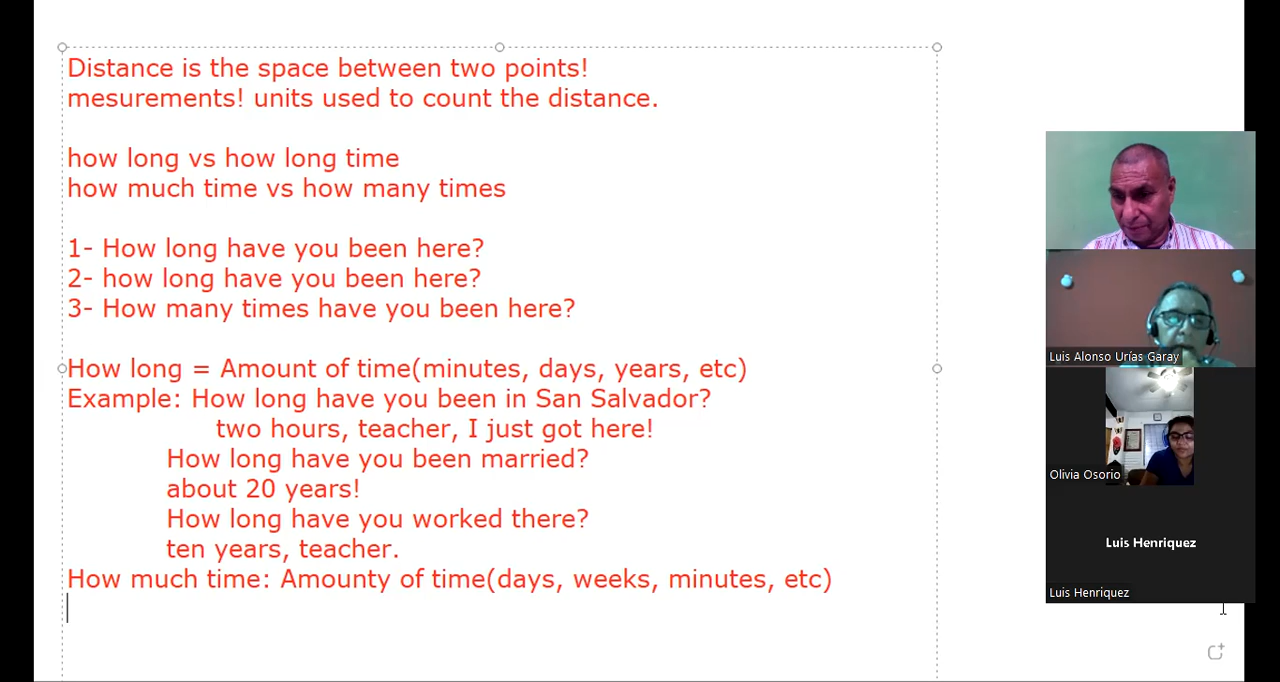 Distance is the space between two points!
mesurements! units used to count the distance.
how long vs how long time
how much time vs how many times
1- How long have you been here?
2- how long have you been here?
3- How many times have you been here?
How long = Amount of time(minutes, days, years, etc)
Example: How long have you been in San Salvador?
two hours, teacher, I just got here!
How long have you been married?
about 20 years!
How long have you worked there?
ten years, teacher.
How much time: Amounty of time(days, weeks, minutes, etc)
Luis Alonso Urías Garay
Olivia Osorio
Luis Henriquez
Luis Henriquez